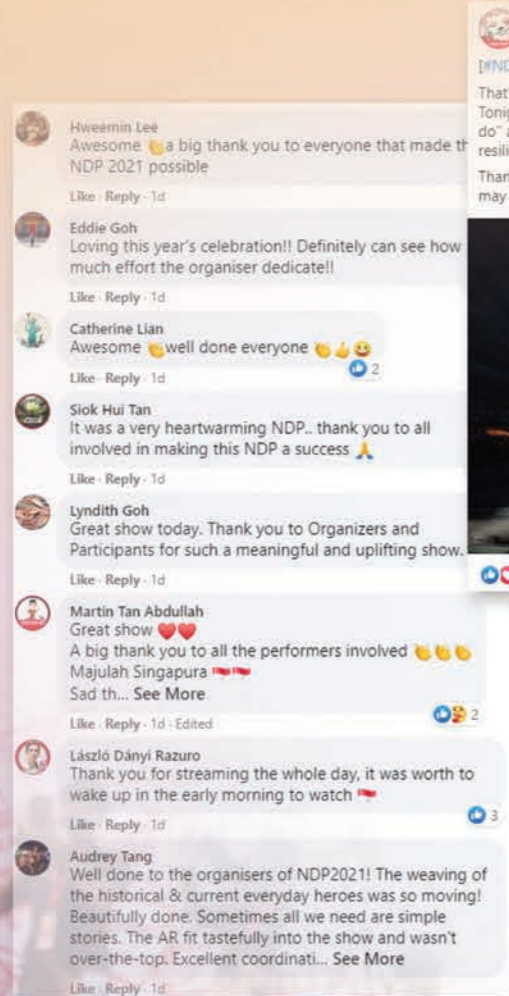 Hweemin Lee
Awesome 👏 a big thank you to everyone that made th
NDP 2021 possible
Like · Reply · 1d
Eddie Goh
Loving this year's celebration!! Definitely can see how
much effort the organiser dedicate!!
Like · Reply · 1d
Catherine Lian
Awesome 👏 well done everyone 👏👍😄
2
Like · Reply · 1d
Siok Hui Tan
It was a very heartwarming NDP.. thank you to all
involved in making this NDP a success 🙏
Like · Reply · 1d
Lyndith Goh
Great show today. Thank you to Organizers and
Participants for such a meaningful and uplifting show.
Like · Reply · 1d
Martin Tan Abdullah
Great show ❤️❤️
A big thank you to all the performers involved 👏👏👏
Majulah Singapura 🇸🇬🇸🇬
Sad th... See More
2
Like · Reply · 1d · Edited
László Dányi Razuro
Thank you for streaming the whole day, it was worth to
wake up in the early morning to watch 🇸🇬
3
Like · Reply · 1d
Audrey Tang
Well done to the organisers of NDP2021! The weaving of
the historical & current everyday heroes was so moving!
Beautifully done. Sometimes all we need are simple
stories. The AR fit tastefully into the show and wasn't
over-the-top. Excellent coordinati... See More
Like · Reply · 1d
[#ND
That'
Tonig
do" a
resili
Than
may